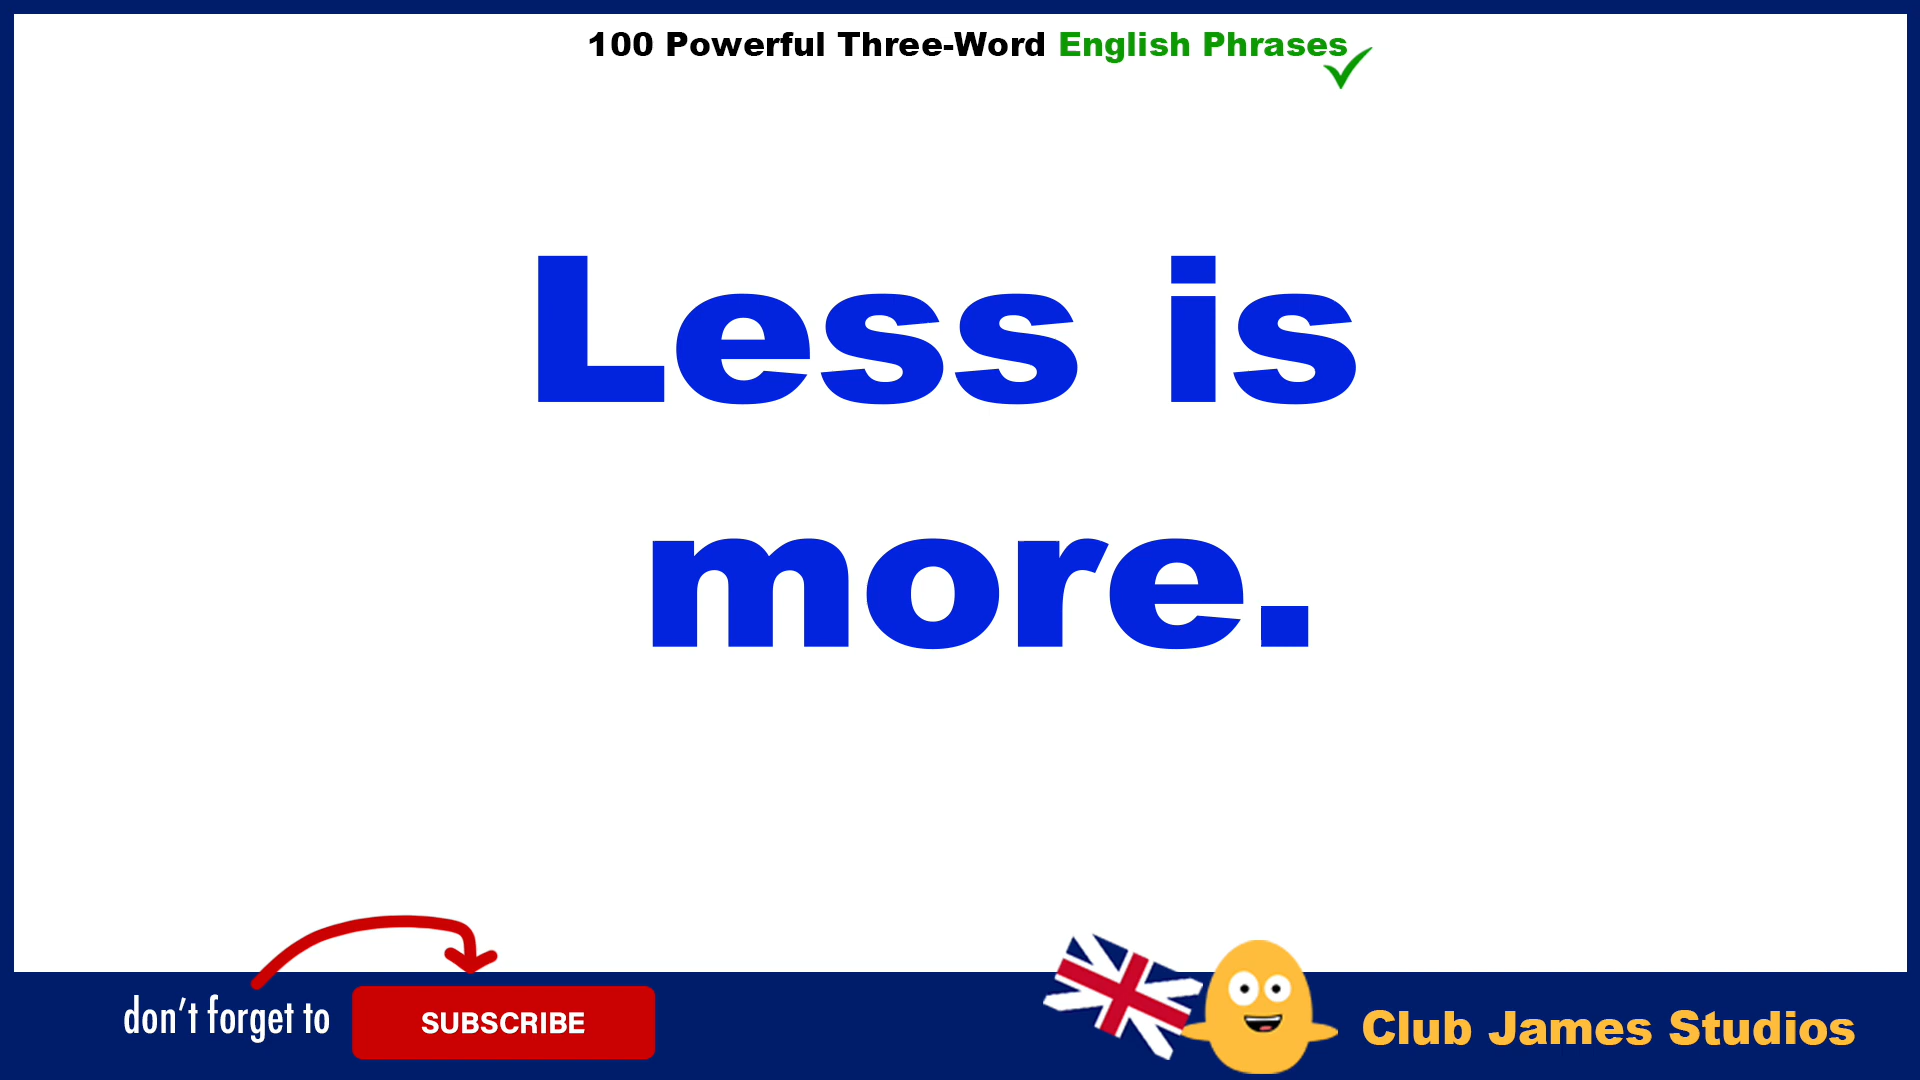 100 Powerful Three-Word English Phrases
Less is
more.
don't forget to
SUBSCRIBE
Club James Studios